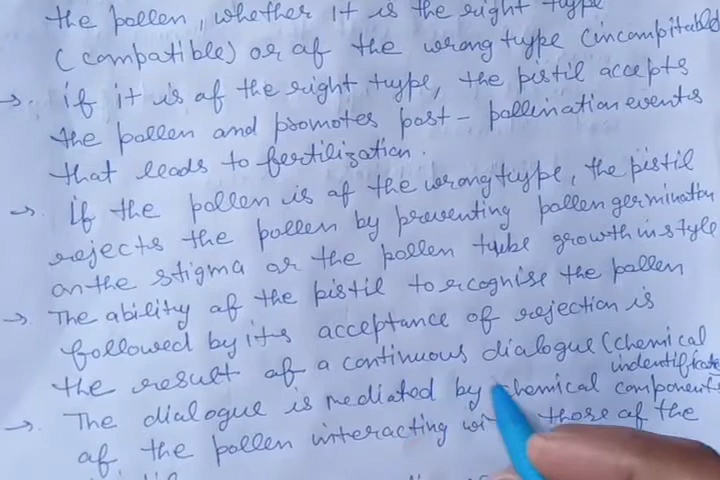 the pollen, whether it is the right type
(compatible) or of the wrong type (incompitable)
→ if it is of the right type, the pistil accepts
the pollen and promotes post - pollination events
that leads to fertilization.
→ If the pollen is of the wrong type, the pistil
rejects the pollen by preventing pollen germination
on the stigma or the pollen tube growth in style
→ The ability of the pistil to recognise the pollen
followed by its acceptance of rejection is
the result of a continuous dialogue (chemical
indentificate
→ The dialogue is mediated by chemical components
of the pollen interacting with those of the